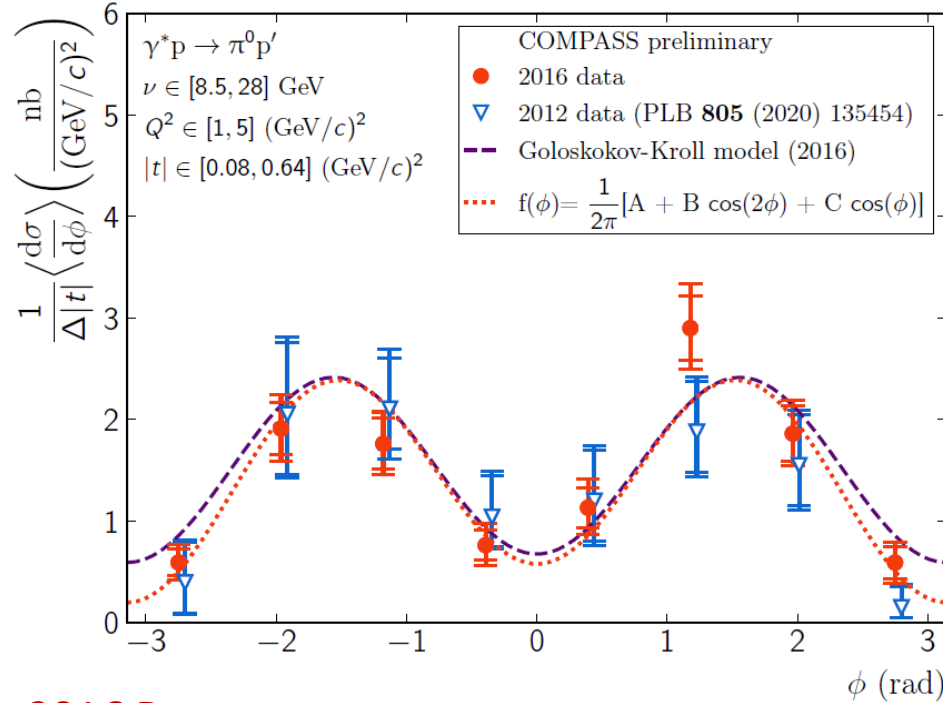 1/Δ|t| ⟨dσ/dϕ⟩ (nb/(GeV/c)²)
6
5
4
3
2
1
0
γ*p → π⁰p′
ν ∈ [8.5, 28] GeV
Q² ∈ [1, 5] (GeV/c)²
|t| ∈ [0.08, 0.64] (GeV/c)²
COMPASS preliminary
2016 data
2012 data (PLB 805 (2020) 135454)
Goloskokov-Kroll model (2016)
f(ϕ)= 1/2π [A + B cos(2ϕ) + C cos(ϕ)]
−3 −2 −1 0 1 2 3
ϕ (rad)